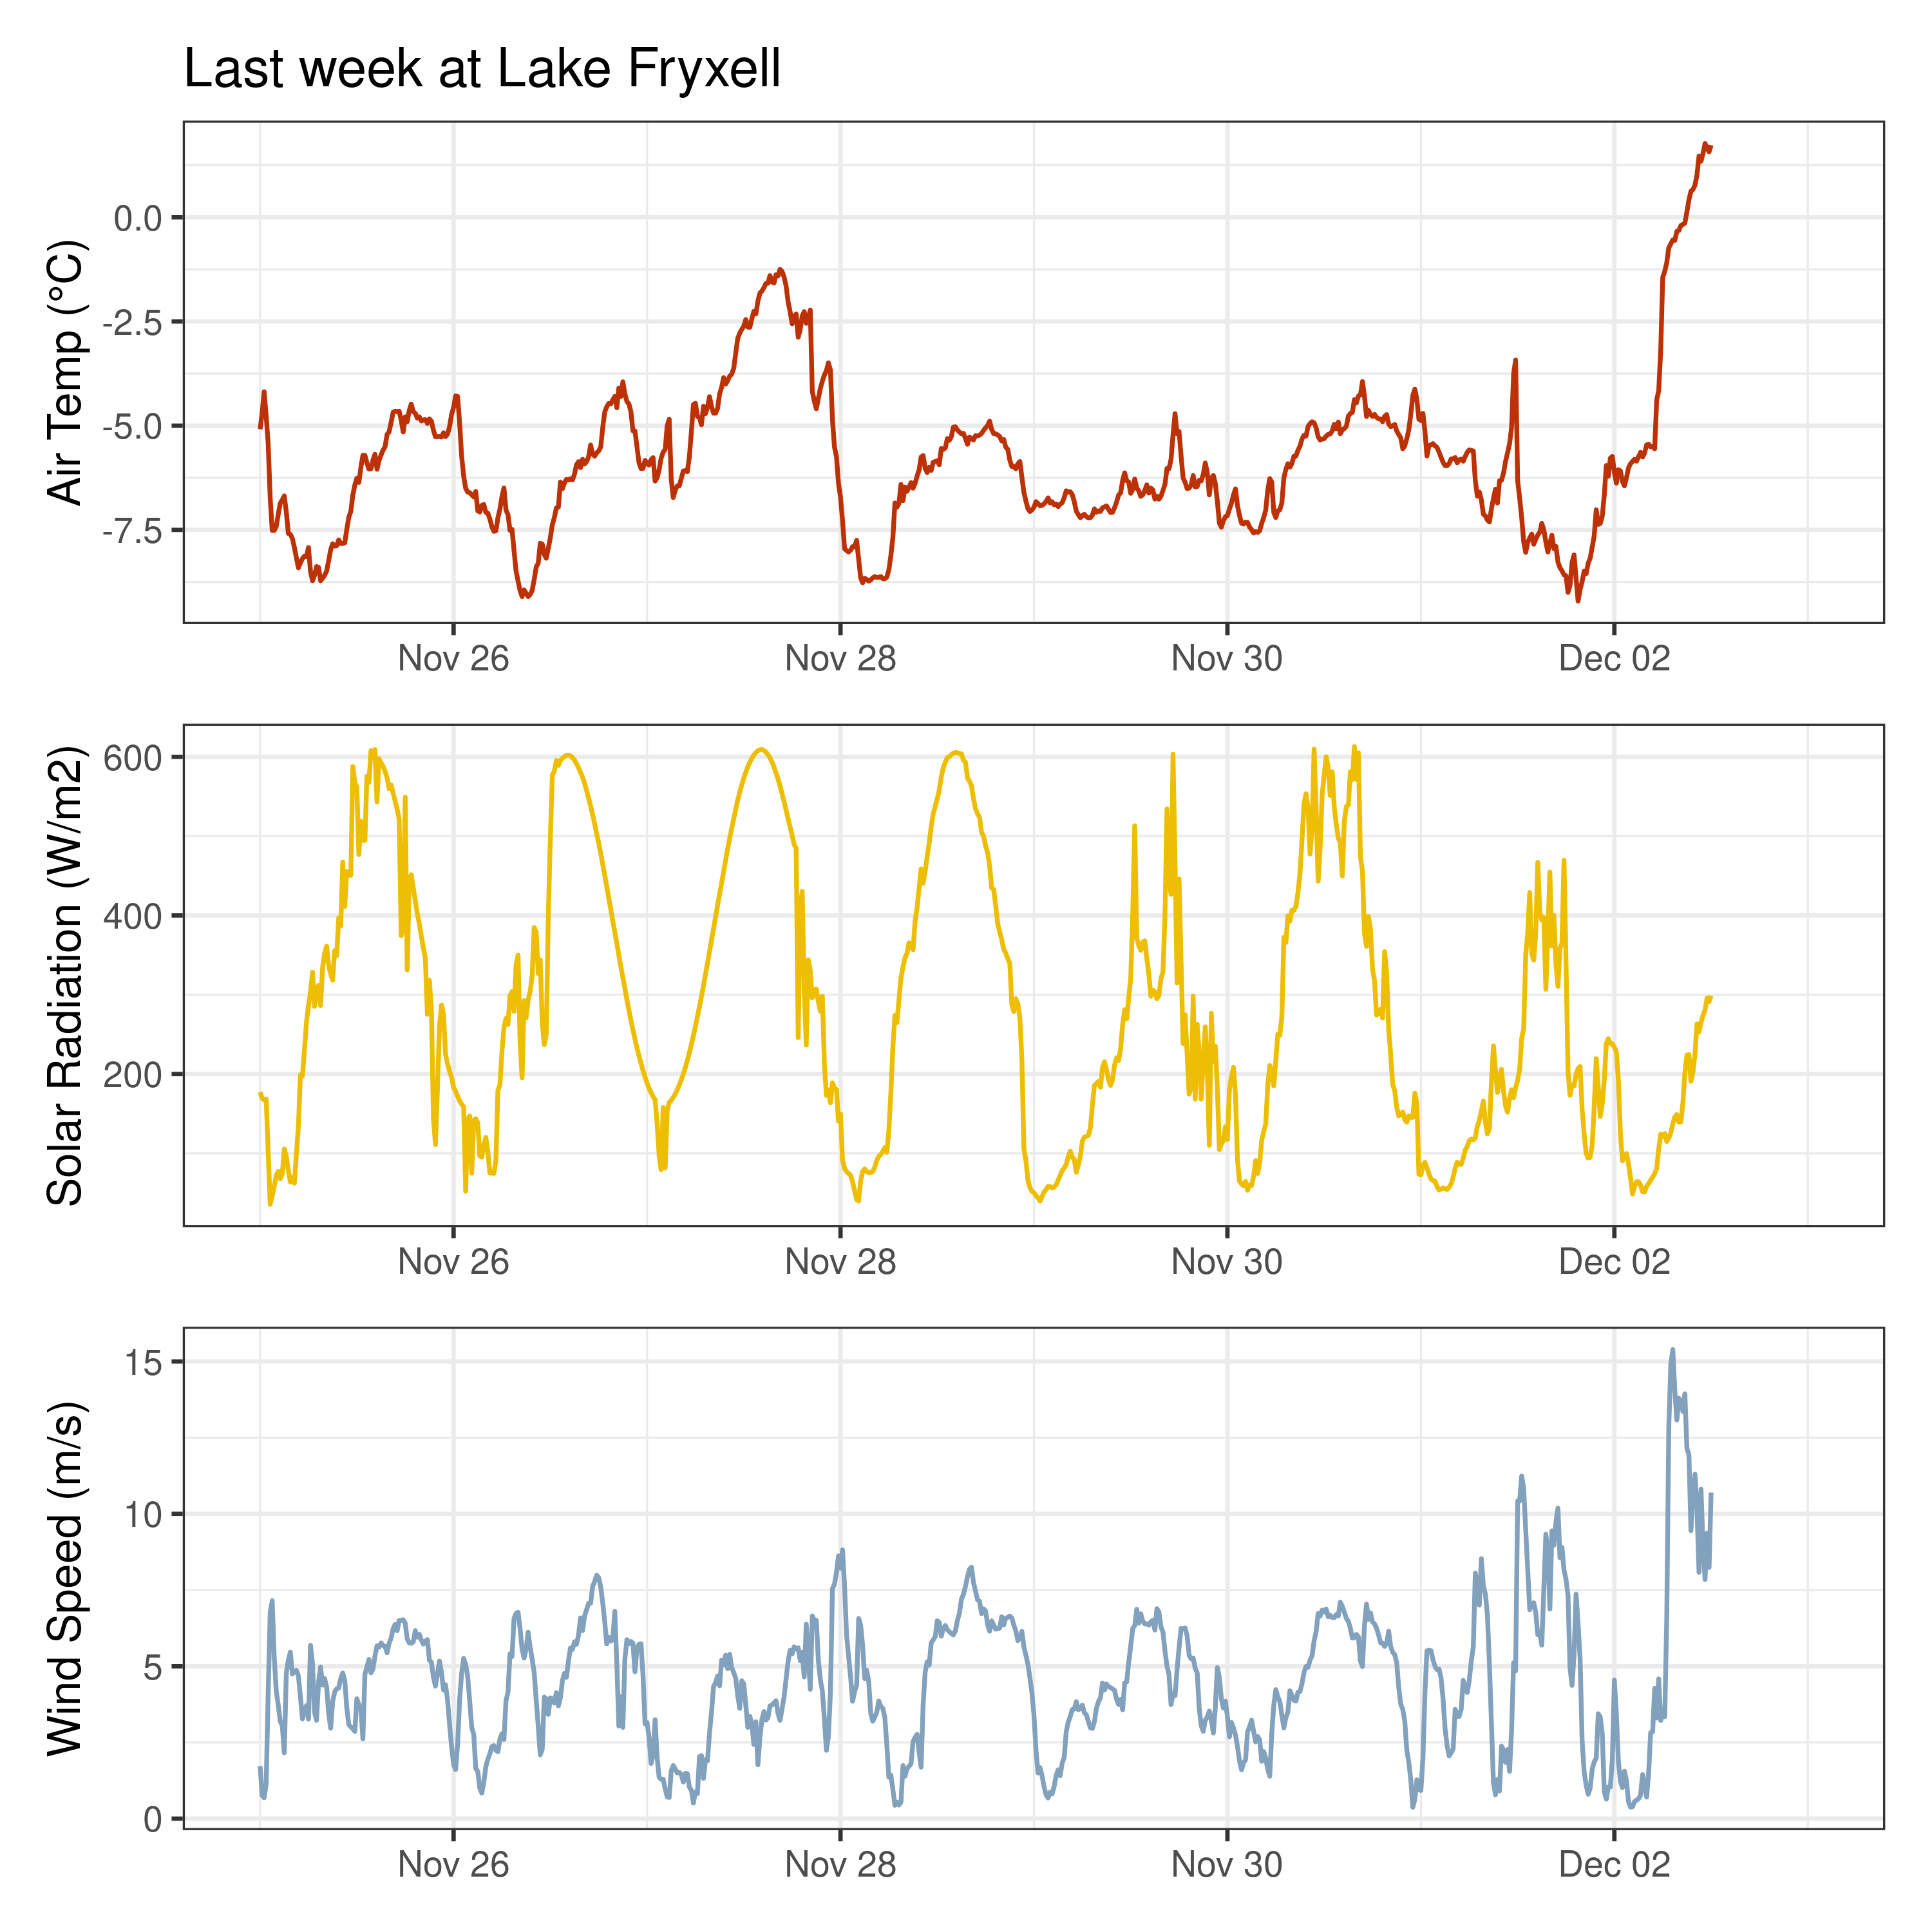 Last week at Lake Fryxell
Air Temp (°C)
0.0
-2.5
-5.0
-7.5
Nov 26 Nov 28 Nov 30 Dec 02
Solar Radiation (W/m2)
600
400
200
Nov 26 Nov 28 Nov 30 Dec 02
Wind Speed (m/s)
15
10
5
0
Nov 26 Nov 28 Nov 30 Dec 02